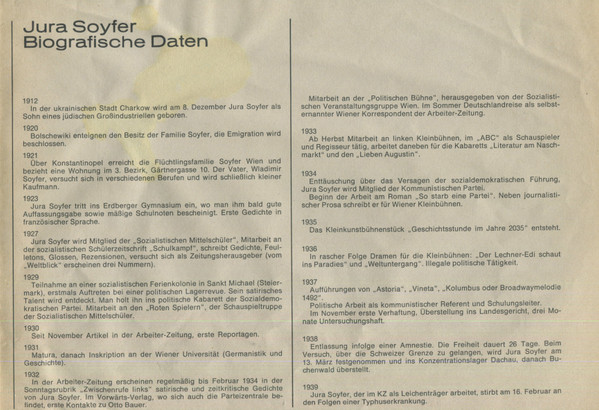 Jura Soyfer
Biografische Daten
1912
In der ukrainischen Stadt Charkow wird am 8. Dezember Jura Soyfer als
Sohn eines jüdischen Großindustriellen geboren.
1920
Bolschewiki enteignen den Besitz der Familie Soyfer, die Emigration wird
beschlossen.
1921
Über Konstantinopel erreicht die Flüchtlingsfamilie Soyfer Wien und
bezieht eine Wohnung im 3. Bezirk, Gärtnergasse 10. Der Vater, Wladimir
Soyfer, versucht sich in verschiedenen Berufen und wird schließlich kleiner
Kaufmann.
1923
Jura Soyfer tritt ins Erdberger Gymnasium ein, wo man ihm bald gute
Auffassungsgabe sowie mäßige Schulnoten bescheinigt. Erste Gedichte in
französischer Sprache.
1927
Jura Soyfer wird Mitglied der „Sozialistischen Mittelschüler", Mitarbeit an
der sozialistischen Schülerzeitschrift „Schulkampf", schreibt Gedichte, Feuil-
letons, Glossen, Rezensionen, versucht sich als Zeitungsherausgeber (vom
„Weltblick" erscheinen drei Nummern).
1929
Teilnahme an einer sozialistischen Ferienkolonie in Sankt Michael (Steier-
mark), erstmals Auftreten bei einer politischen Lagerrevue. Sein satirisches
Talent wird entdeckt. Man holt ihn ins politische Kabarett der Sozialdemo-
kratischen Partei. Mitarbeit an den „Roten Spielern", der Schauspieltruppe
der Sozialistischen Mittelschüler.
1930
Seit November Artikel in der Arbeiter-Zeitung, erste Reportagen.
1931
Matura, danach Inskription an der Wiener Universität (Germanistik und
Geschichte).
1932
In der Arbeiter-Zeitung erscheinen regelmäßig bis Februar 1934 in der
Sonntagsrubrik „Zwischenrufe links" satirische und zeitkritische Gedichte
von Jura Soyfer. Im Vorwärts-Verlag, wo sich auch die Parteizentrale be-
findet, erste Kontakte zu Otto Bauer.
Mitarbeit an der „Politischen Bühne", herausgegeben von der Sozialisti-
schen Veranstaltungsgruppe Wien. Im Sommer Deutschlandreise als selbst-
ernannter Wiener Korrespondent der Arbeiter-Zeitung.
1933
Ab Herbst Mitarbeit an linken Kleinbühnen, im „ABC" als Schauspieler
und Regisseur tätig, arbeitet daneben für die Kabaretts „Literatur am Nasch-
markt" und den „Lieben Augustin".
1934
Enttäuschung über das Versagen der sozialdemokratischen Führung,
Jura Soyfer wird Mitglied der Kommunistischen Partei.
Beginn der Arbeit am Roman „So starb eine Partei". Neben journalisti-
scher Prosa schreibt er für Wiener Kleinbühnen.
1935
Das Kleinkunstbühnenstück „Geschichtsstunde im Jahre 2035" entsteht.
1936
In rascher Folge Dramen für die Kleinbühnen: „Der Lechner-Edi schaut
ins Paradies" und „Weltuntergang". Illegale politische Tätigkeit.
1937
Aufführungen von „Astoria", „Vineta", „Kolumbus oder Broadwaymelodie
1492".
Politische Arbeit als kommunistischer Referent und Schulungsleiter.
Im November erste Verhaftung, Überstellung ins Landesgericht, drei Mo-
nate Untersuchungshaft.
1938
Entlassung infolge einer Amnestie. Die Freiheit dauert 26 Tage. Beim
Versuch, über die Schweizer Grenze zu gelangen, wird Jura Soyfer am
13. März festgenommen und ins Konzentrationslager Dachau, danach Bu-
chenwald überstellt.
1939
Jura Soyfer, der im KZ als Leichenträger arbeitet, stirbt am 16. Februar an
den Folgen einer Typhuserkrankung.